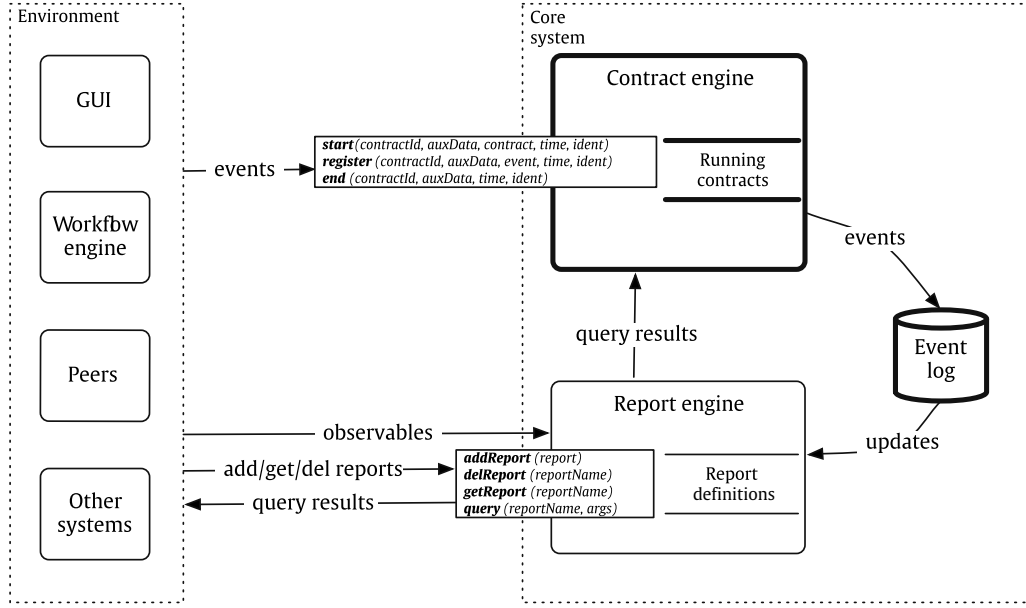 Environment
GUI
Workflow
engine
Peers
Other
systems
events
observables
add/get/del reports
query results
Core
system
Contract engine
start(contractId, auxData, contract, time, ident)
register (contractId, auxData, event, time, ident)
end (contractId, auxData, time, ident)
Running
contracts
events
query results
Event
log
updates
Report engine
addReport (report)
delReport (reportName)
getReport (reportName)
query (reportName, args)
Report
definitions